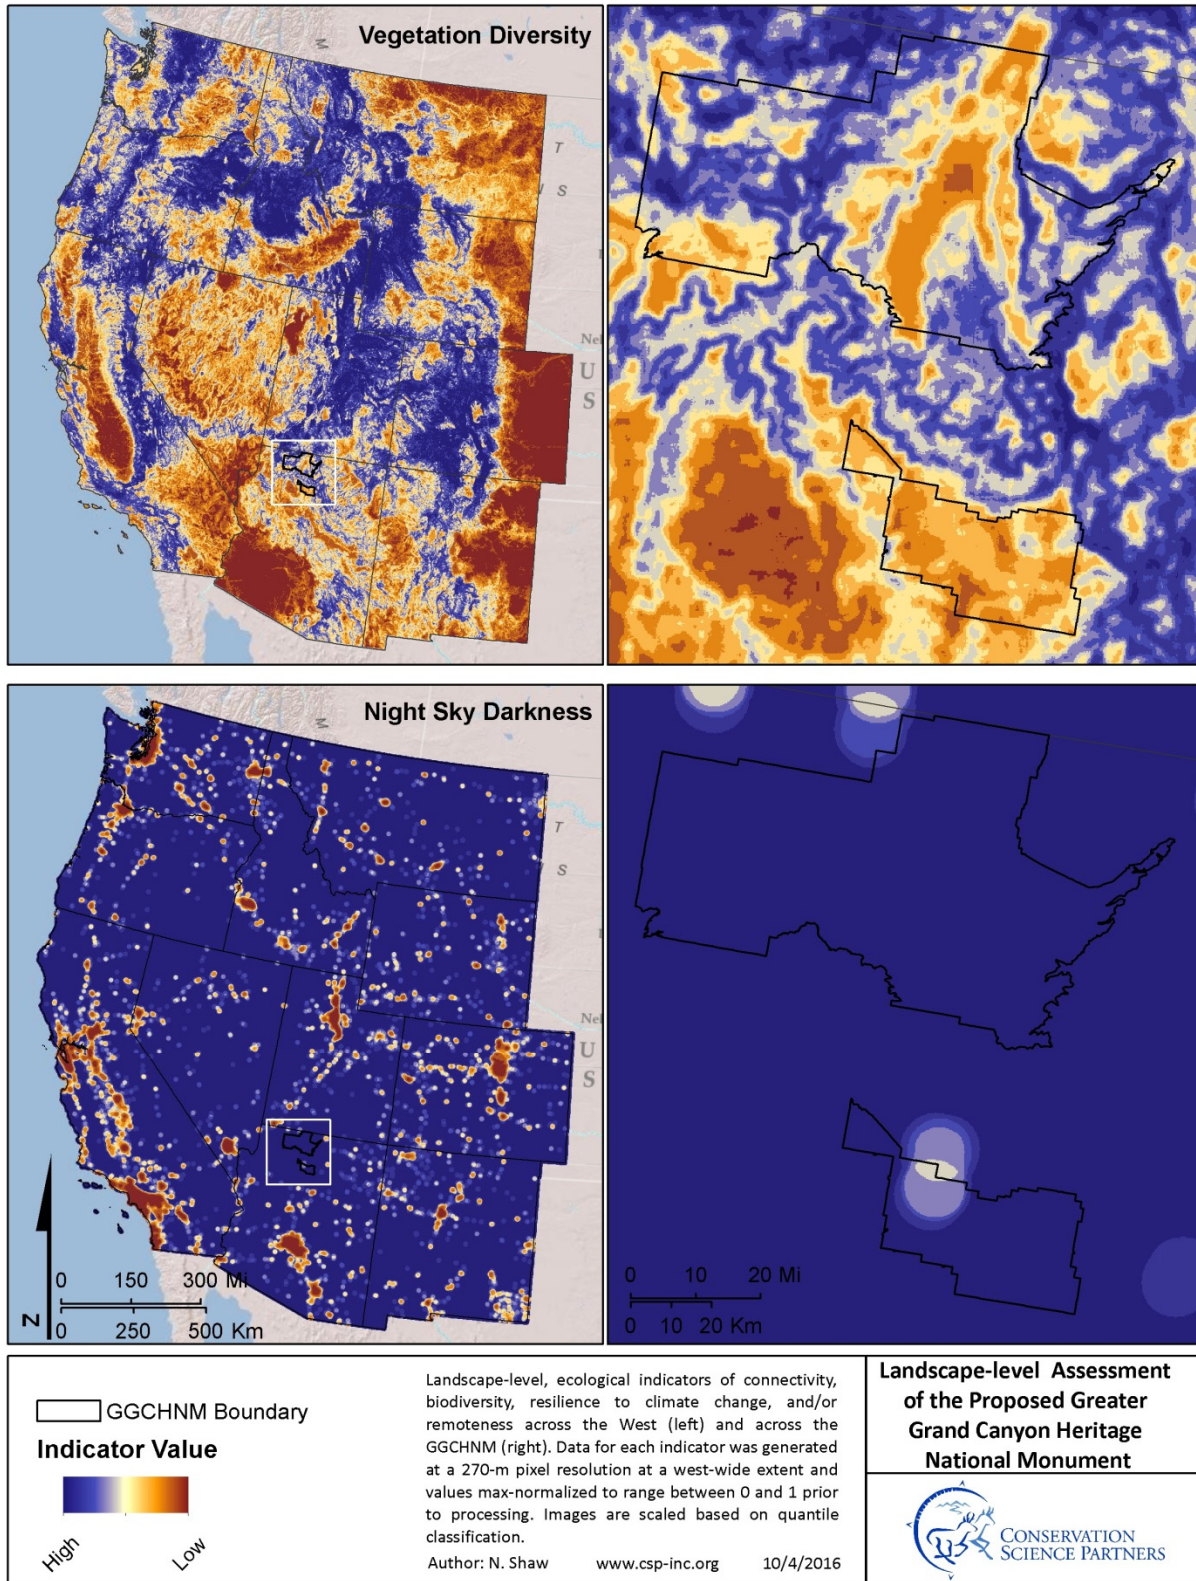 Vegetation Diversity
M
T
S
Nel
U
S
Night Sky Darkness
M
T
S
Nel
U
S
N
0 150 300 Mi
0 250 500 Km
0 10 20 Mi
0 10 20 Km
GGCHNM Boundary
Indicator Value
High Low
Landscape-level, ecological indicators of connectivity,
biodiversity, resilience to climate change, and/or
remoteness across the West (left) and across the
GGCHNM (right). Data for each indicator was generated
at a 270-m pixel resolution at a west-wide extent and
values max-normalized to range between 0 and 1 prior
to processing. Images are scaled based on quantile
classification.
Author: N. Shaw www.csp-inc.org 10/4/2016
Landscape-level Assessment
of the Proposed Greater
Grand Canyon Heritage
National Monument
CONSERVATION
SCIENCE PARTNERS